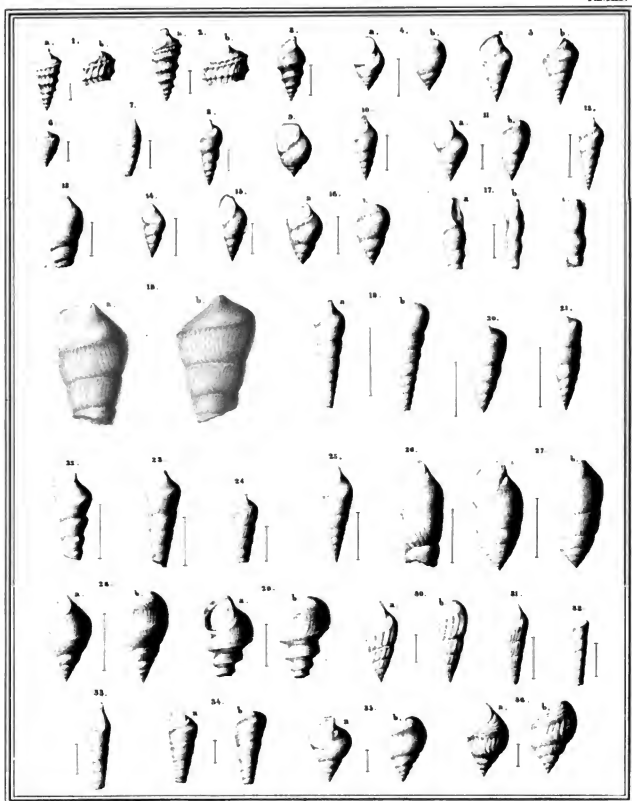 a. 1. b. a. 2. b. 3. a. 4. b. a. 5 b.
6. 7. 8. 9. 10. a. 11 b. 12.
13 14. 15. a 16. a 17. b
18. a. b. a 19. b 20. 21.
22. 23. 24 25. 26. 27. b.
a. 28. b. a. 29. b a. 30. b. 31. 32.
33. 34. a b a 35. b. a. 36. b.